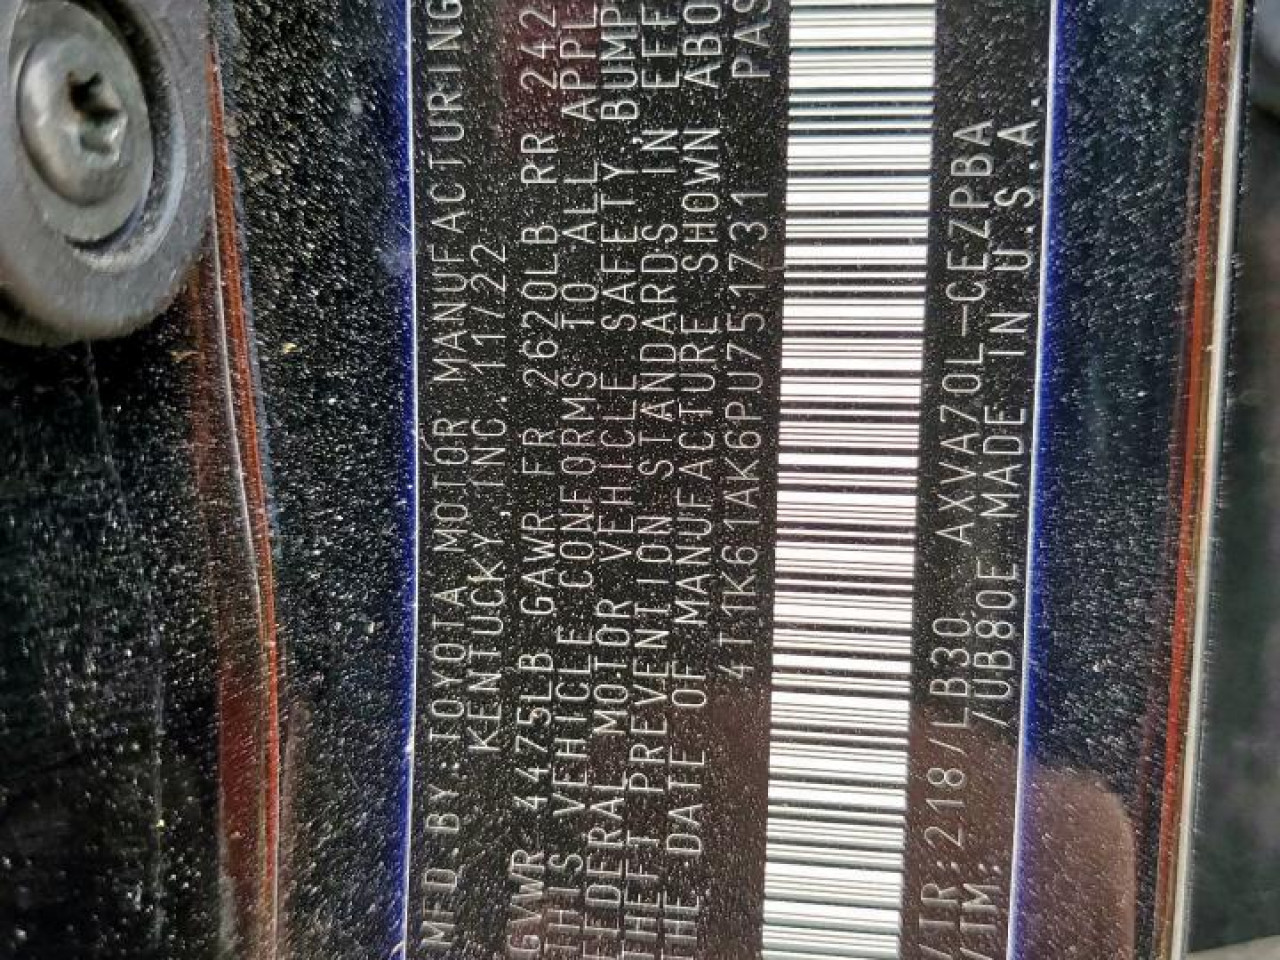 MFD.BY:TOYOTA MOTOR MANUFACTURING
KENTUCKY,INC. 11/22
GVWR 4475LB GAWR FR 2620LB RR 242
THIS VEHICLE CONFORMS TO ALL APPL
FEDERAL MOTOR VEHICLE SAFETY,BUMP
THEFT PREVENTION STANDARDS IN EFF
THE DATE OF MANUFACTURE SHOWN ABO
4T1K61AK6PU751731 PAS
/TR:218/LB30 AXVA70L-CEZPBA
/TM: /UB80E MADE IN U.S.A.